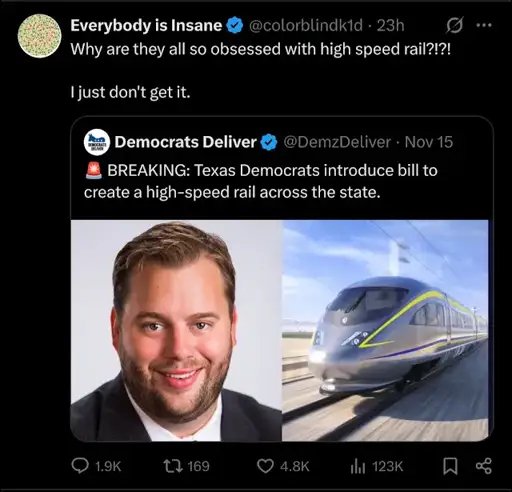 Everybody is Insane @colorblindk1d · 23h
Why are they all so obsessed with high speed rail?!?!
I just don't get it.
DEMOCRATS DELIVER
Democrats Deliver @DemzDeliver · Nov 15
🚨 BREAKING: Texas Democrats introduce bill to
create a high-speed rail across the state.
1.9K 169 4.8K 123K